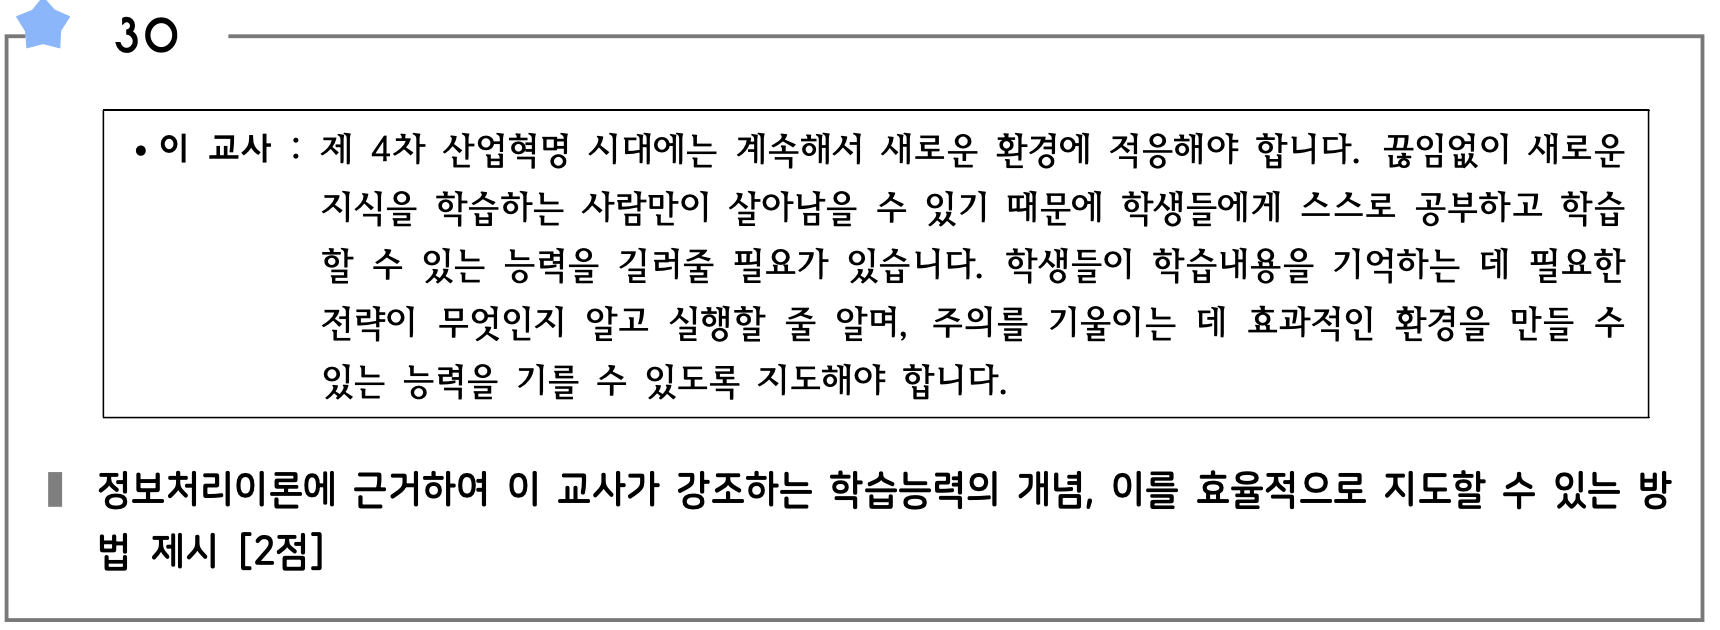 30
• 이 교사 : 제 4차 산업혁명 시대에는 계속해서 새로운 환경에 적응해야 합니다. 끊임없이 새로운
지식을 학습하는 사람만이 살아남을 수 있기 때문에 학생들에게 스스로 공부하고 학습
할 수 있는 능력을 길러줄 필요가 있습니다. 학생들이 학습내용을 기억하는 데 필요한
전략이 무엇인지 알고 실행할 줄 알며, 주의를 기울이는 데 효과적인 환경을 만들 수
있는 능력을 기를 수 있도록 지도해야 합니다.
정보처리이론에 근거하여 이 교사가 강조하는 학습능력의 개념, 이를 효율적으로 지도할 수 있는 방
법 제시 [2점]